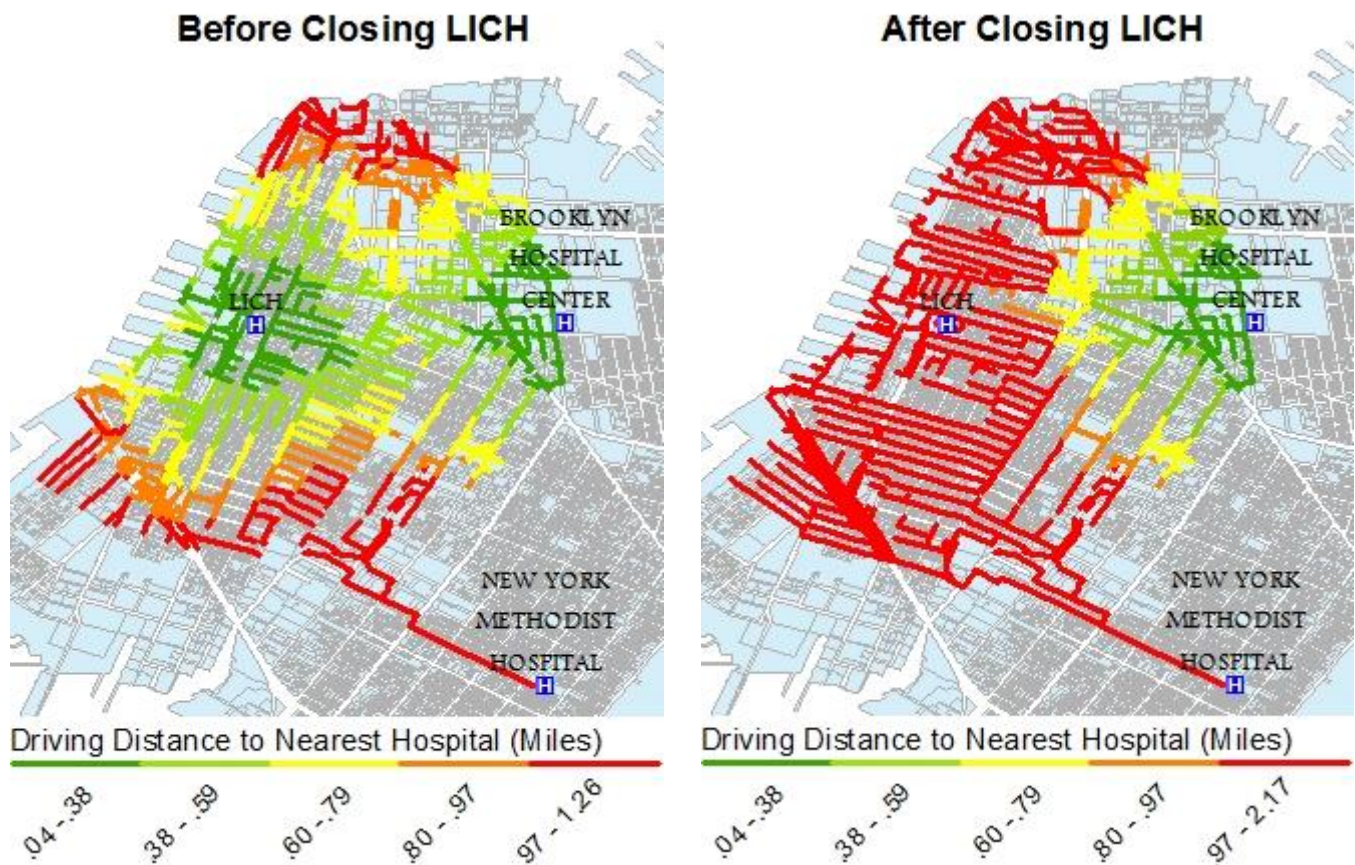 Before Closing LICH
BROOKLYN
HOSPITAL
LICH
CENTER
H
H
NEW YORK
METHODIST
HOSPITAL
H
Driving Distance to Nearest Hospital (Miles)
.04 - .38
.38 - .59
.60 - .79
.80 - .97
.97 - 1.26
After Closing LICH
BROOKLYN
HOSPITAL
LICH
CENTER
H
H
NEW YORK
METHODIST
HOSPITAL
H
Driving Distance to Nearest Hospital (Miles)
.04 - .38
.38 - .59
.60 - .79
.80 - .97
.97 - 2.17